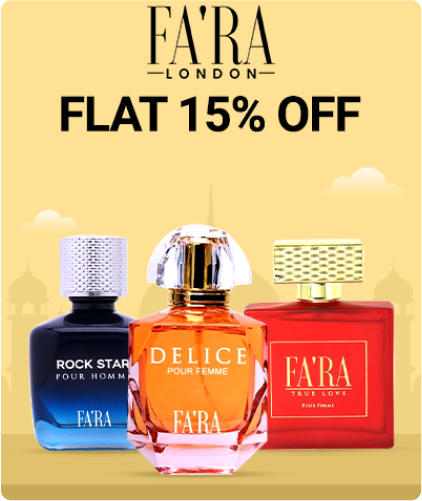 FA'RA
LONDON
FLAT 15% OFF
ROCK STAR
POUR HOMME
FA'RA
DELICE
POUR FEMME
FA'RA
FA'RA
TRUE LOVE
POUR FEMME